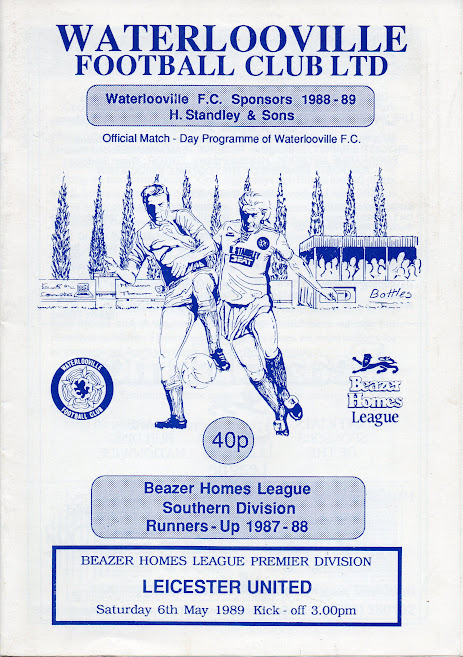 WATERLOOVILLE
FOOTBALL CLUB LTD
Waterlooville F.C. Sponsors 1988-89
H. Standley & Sons
Official Match - Day Programme of Waterlooville F.C.
H. STANDLEY
Bottles
WATERLOOVILLE
FOOTBALL CLUB
Beazer
Homes
League
40p
Beazer Homes League
Southern Division
Runners-Up 1987-88
BEAZER HOMES LEAGUE PREMIER DIVISION
LEICESTER UNITED
Saturday 6th May 1989 Kick-off 3.00pm